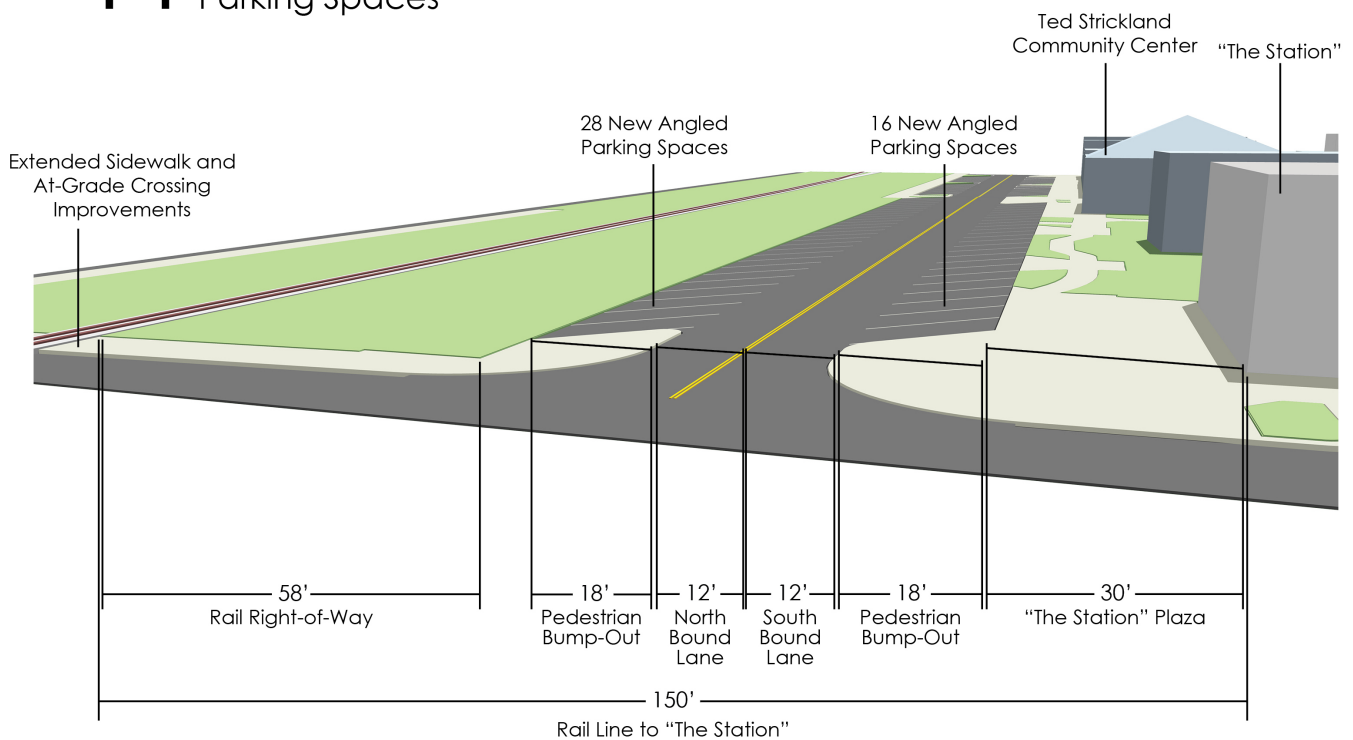 Parking Spaces
Ted Strickland
Community Center
“The Station”
28 New Angled
Parking Spaces
16 New Angled
Parking Spaces
Extended Sidewalk and
At-Grade Crossing
Improvements
58’
Rail Right-of-Way
18’
Pedestrian
Bump-Out
12’
North
Bound
Lane
12’
South
Bound
Lane
18’
Pedestrian
Bump-Out
30’
“The Station” Plaza
150’
Rail Line to “The Station”